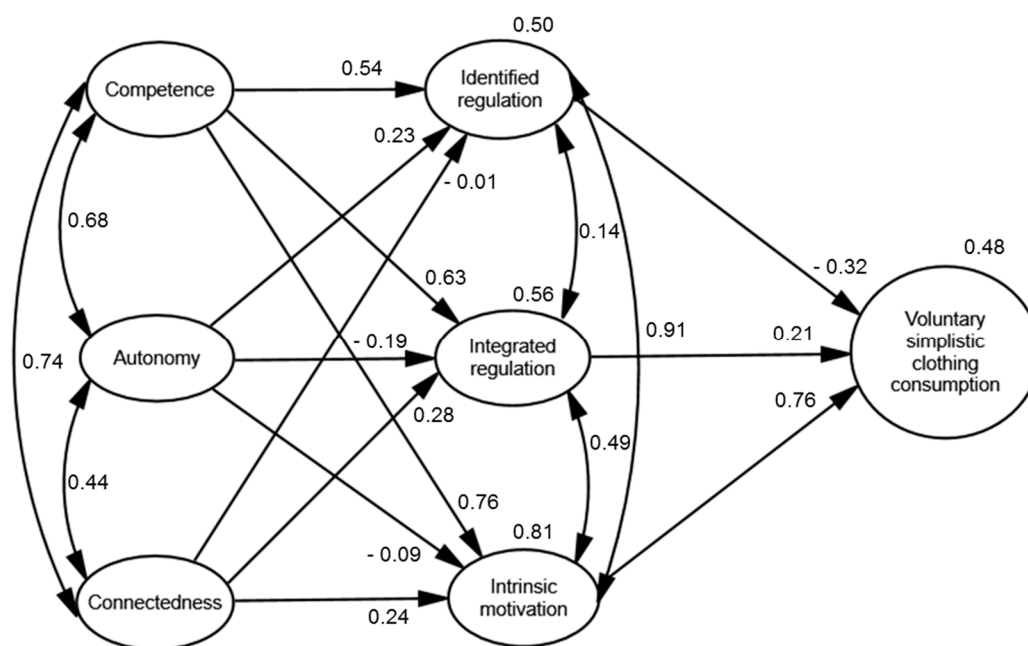 0.50
Competence
0.54
Identified
regulation
0.23
- 0.01
0.68
0.14
0.48
- 0.32
0.63
0.56
Voluntary
simplistic
clothing
consumption
0.74
Autonomy
- 0.19
Integrated
regulation
0.91
0.21
0.28
0.76
0.49
0.44
0.76
0.81
- 0.09
Connectedness
0.24
Intrinsic
motivation